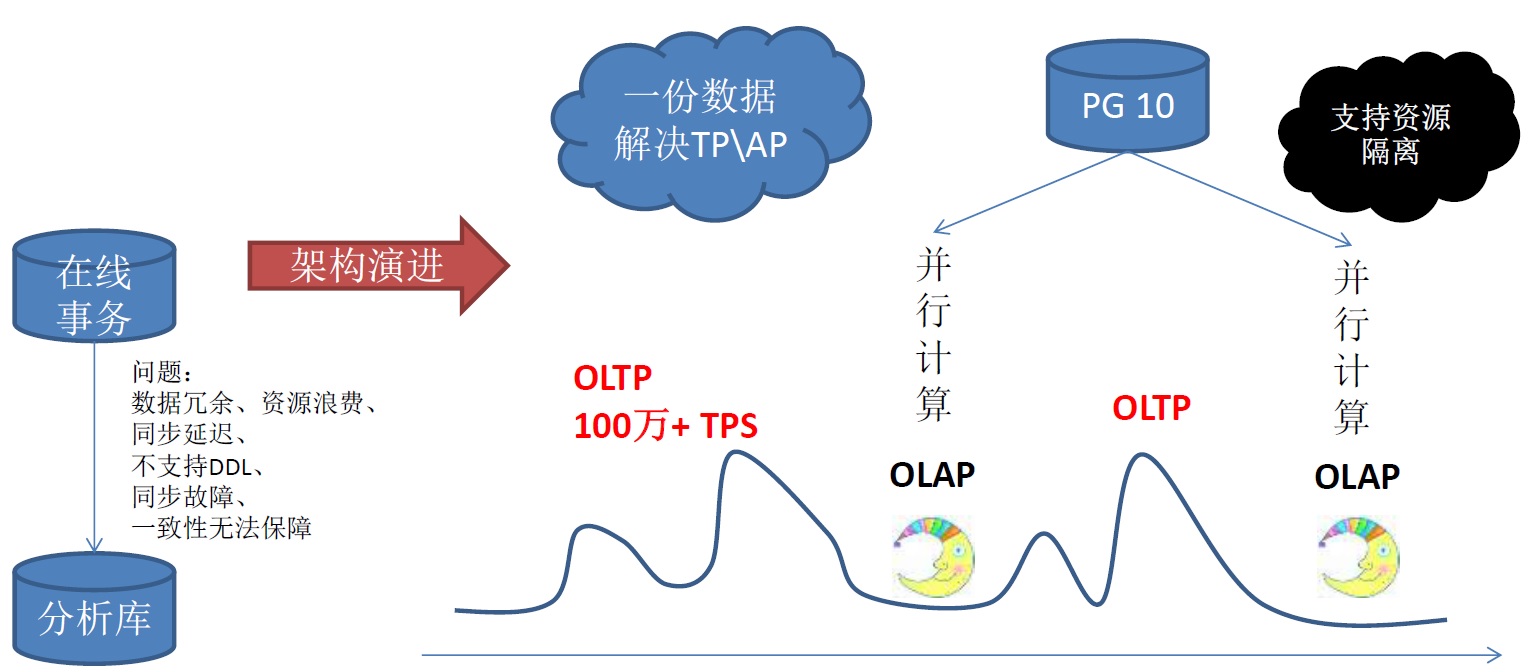 一份数据
解决TP\AP
PG 10
支持资源
隔离
在线
事务
架构演进
问题：
数据冗余、资源浪费、
同步延迟、
不支持DDL、
同步故障、
一致性无法保障
分析库
OLTP
100万+ TPS
并
行
计
算
OLAP
OLTP
并
行
计
算
OLAP